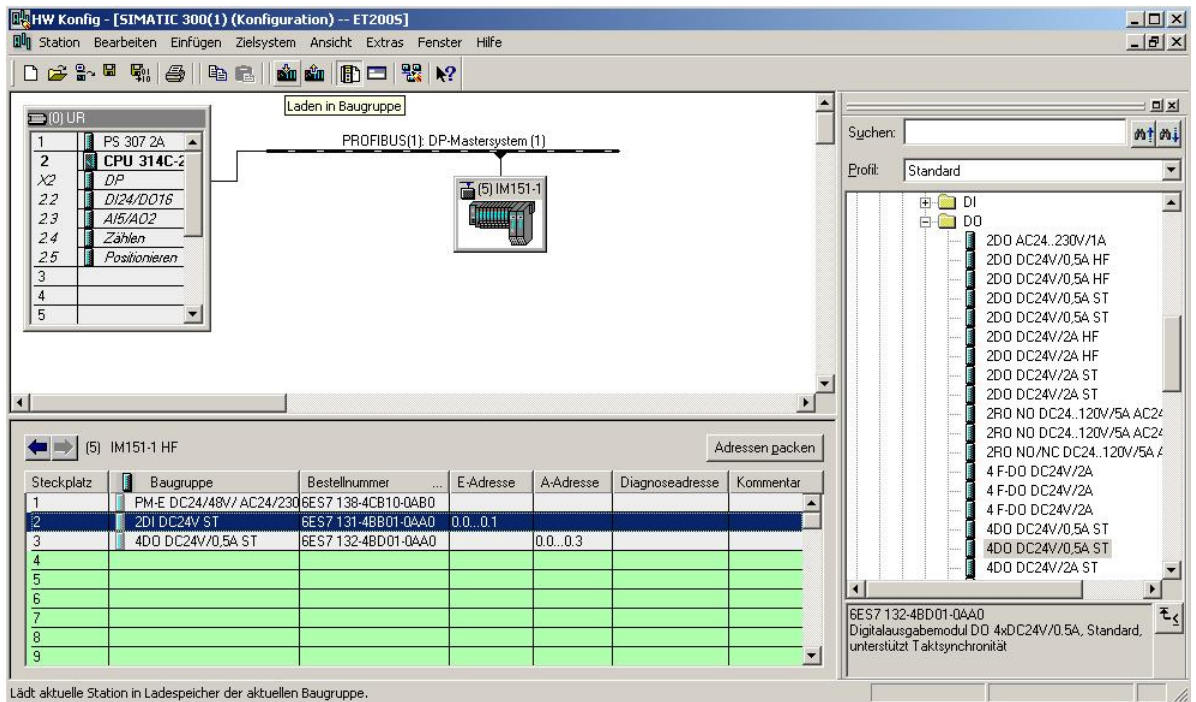 HW Konfig - [SIMATIC 300(1) (Konfiguration) -- ET200S]
Station Bearbeiten Einfügen Zielsystem Ansicht Extras Fenster Hilfe
Laden in Baugruppe
(0) UR
1 PS 307 2A
2 CPU 314C-2
X2 DP
2.2 DI24/DO16
2.3 AI5/AO2
2.4 Zählen
2.5 Positionieren
3
4
5
PROFIBUS(1): DP-Mastersystem (1)
(5) IM151-1
Suchen:
Profil: Standard
DI
DO
2DO AC24..230V/1A
2DO DC24V/0,5A HF
2DO DC24V/0,5A HF
2DO DC24V/0,5A ST
2DO DC24V/0,5A ST
2DO DC24V/2A HF
2DO DC24V/2A HF
2DO DC24V/2A ST
2DO DC24V/2A ST
2RO NO DC24..120V/5A AC24
2RO NO DC24..120V/5A AC24
2RO NO/NC DC24..120V/5A A
4 F-DO DC24V/2A
4 F-DO DC24V/2A
4 F-DO DC24V/2A
4DO DC24V/0,5A ST
4DO DC24V/0,5A ST
4DO DC24V/2A ST
6ES7 132-4BD01-0AA0
Digitalausgabemodul DO 4xDC24V/0.5A, Standard,
unterstützt Taktsynchronität
(5) IM151-1 HF
Adressen packen
Steckplatz Baugruppe Bestellnummer ... E-Adresse A-Adresse Diagnoseadresse Kommentar
1 PM-E DC24/48V/ AC24/230 6ES7 138-4CB10-0AB0
2 2DI DC24V ST 6ES7 131-4BB01-0AA0 0.0...0.1
3 4DO DC24V/0,5A ST 6ES7 132-4BD01-0AA0 0.0...0.3
4
5
6
7
8
9
Lädt aktuelle Station in Ladespeicher der aktuellen Baugruppe.